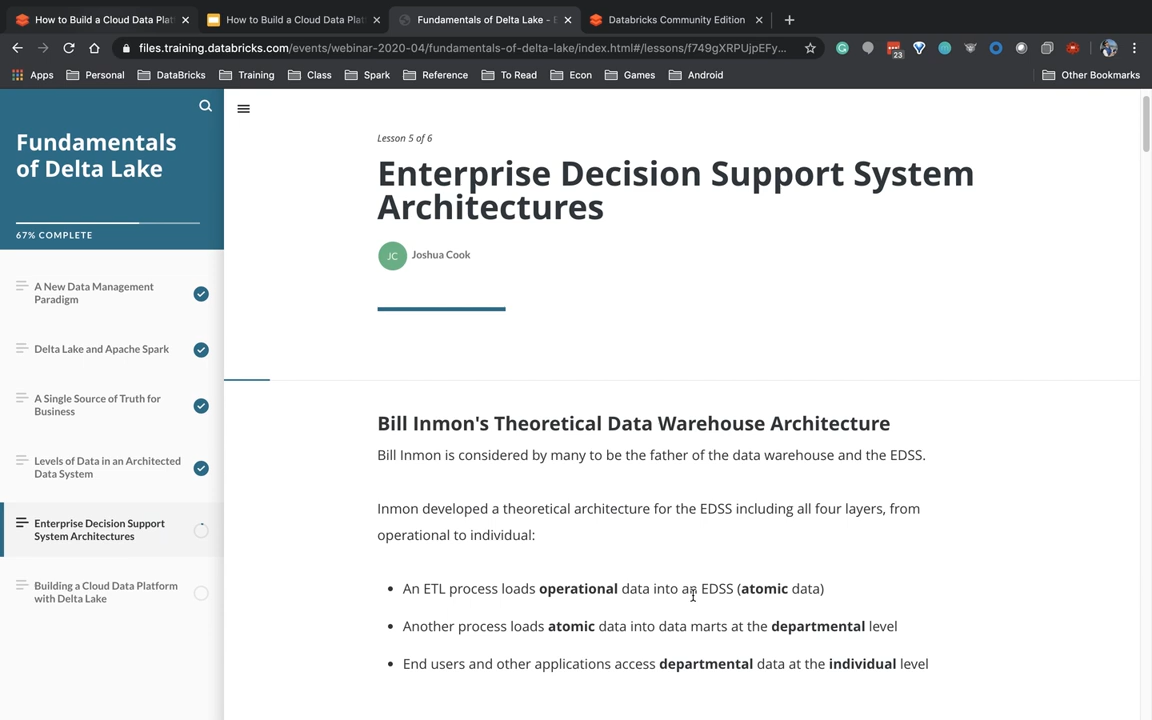 How to Build a Cloud Data Plat
How to Build a Cloud Data Plat
Fundamentals of Delta Lake - E
Databricks Community Edition
files.training.databricks.com/events/webinar-2020-04/fundamentals-of-delta-lake/index.html#/lessons/f749gXRPUjpEFy...
23
Apps
Personal
DataBricks
Training
Class
Spark
Reference
To Read
Econ
Games
Android
Other Bookmarks
Fundamentals
of Delta Lake
67% COMPLETE
A New Data Management
Paradigm
Delta Lake and Apache Spark
A Single Source of Truth for
Business
Levels of Data in an Architected
Data System
Enterprise Decision Support
System Architectures
Building a Cloud Data Platform
with Delta Lake
Lesson 5 of 6
Enterprise Decision Support System
Architectures
JC
Joshua Cook
Bill Inmon's Theoretical Data Warehouse Architecture
Bill Inmon is considered by many to be the father of the data warehouse and the EDSS.
Inmon developed a theoretical architecture for the EDSS including all four layers, from
operational to individual:
• An ETL process loads operational data into an EDSS (atomic data)
• Another process loads atomic data into data marts at the departmental level
• End users and other applications access departmental data at the individual level